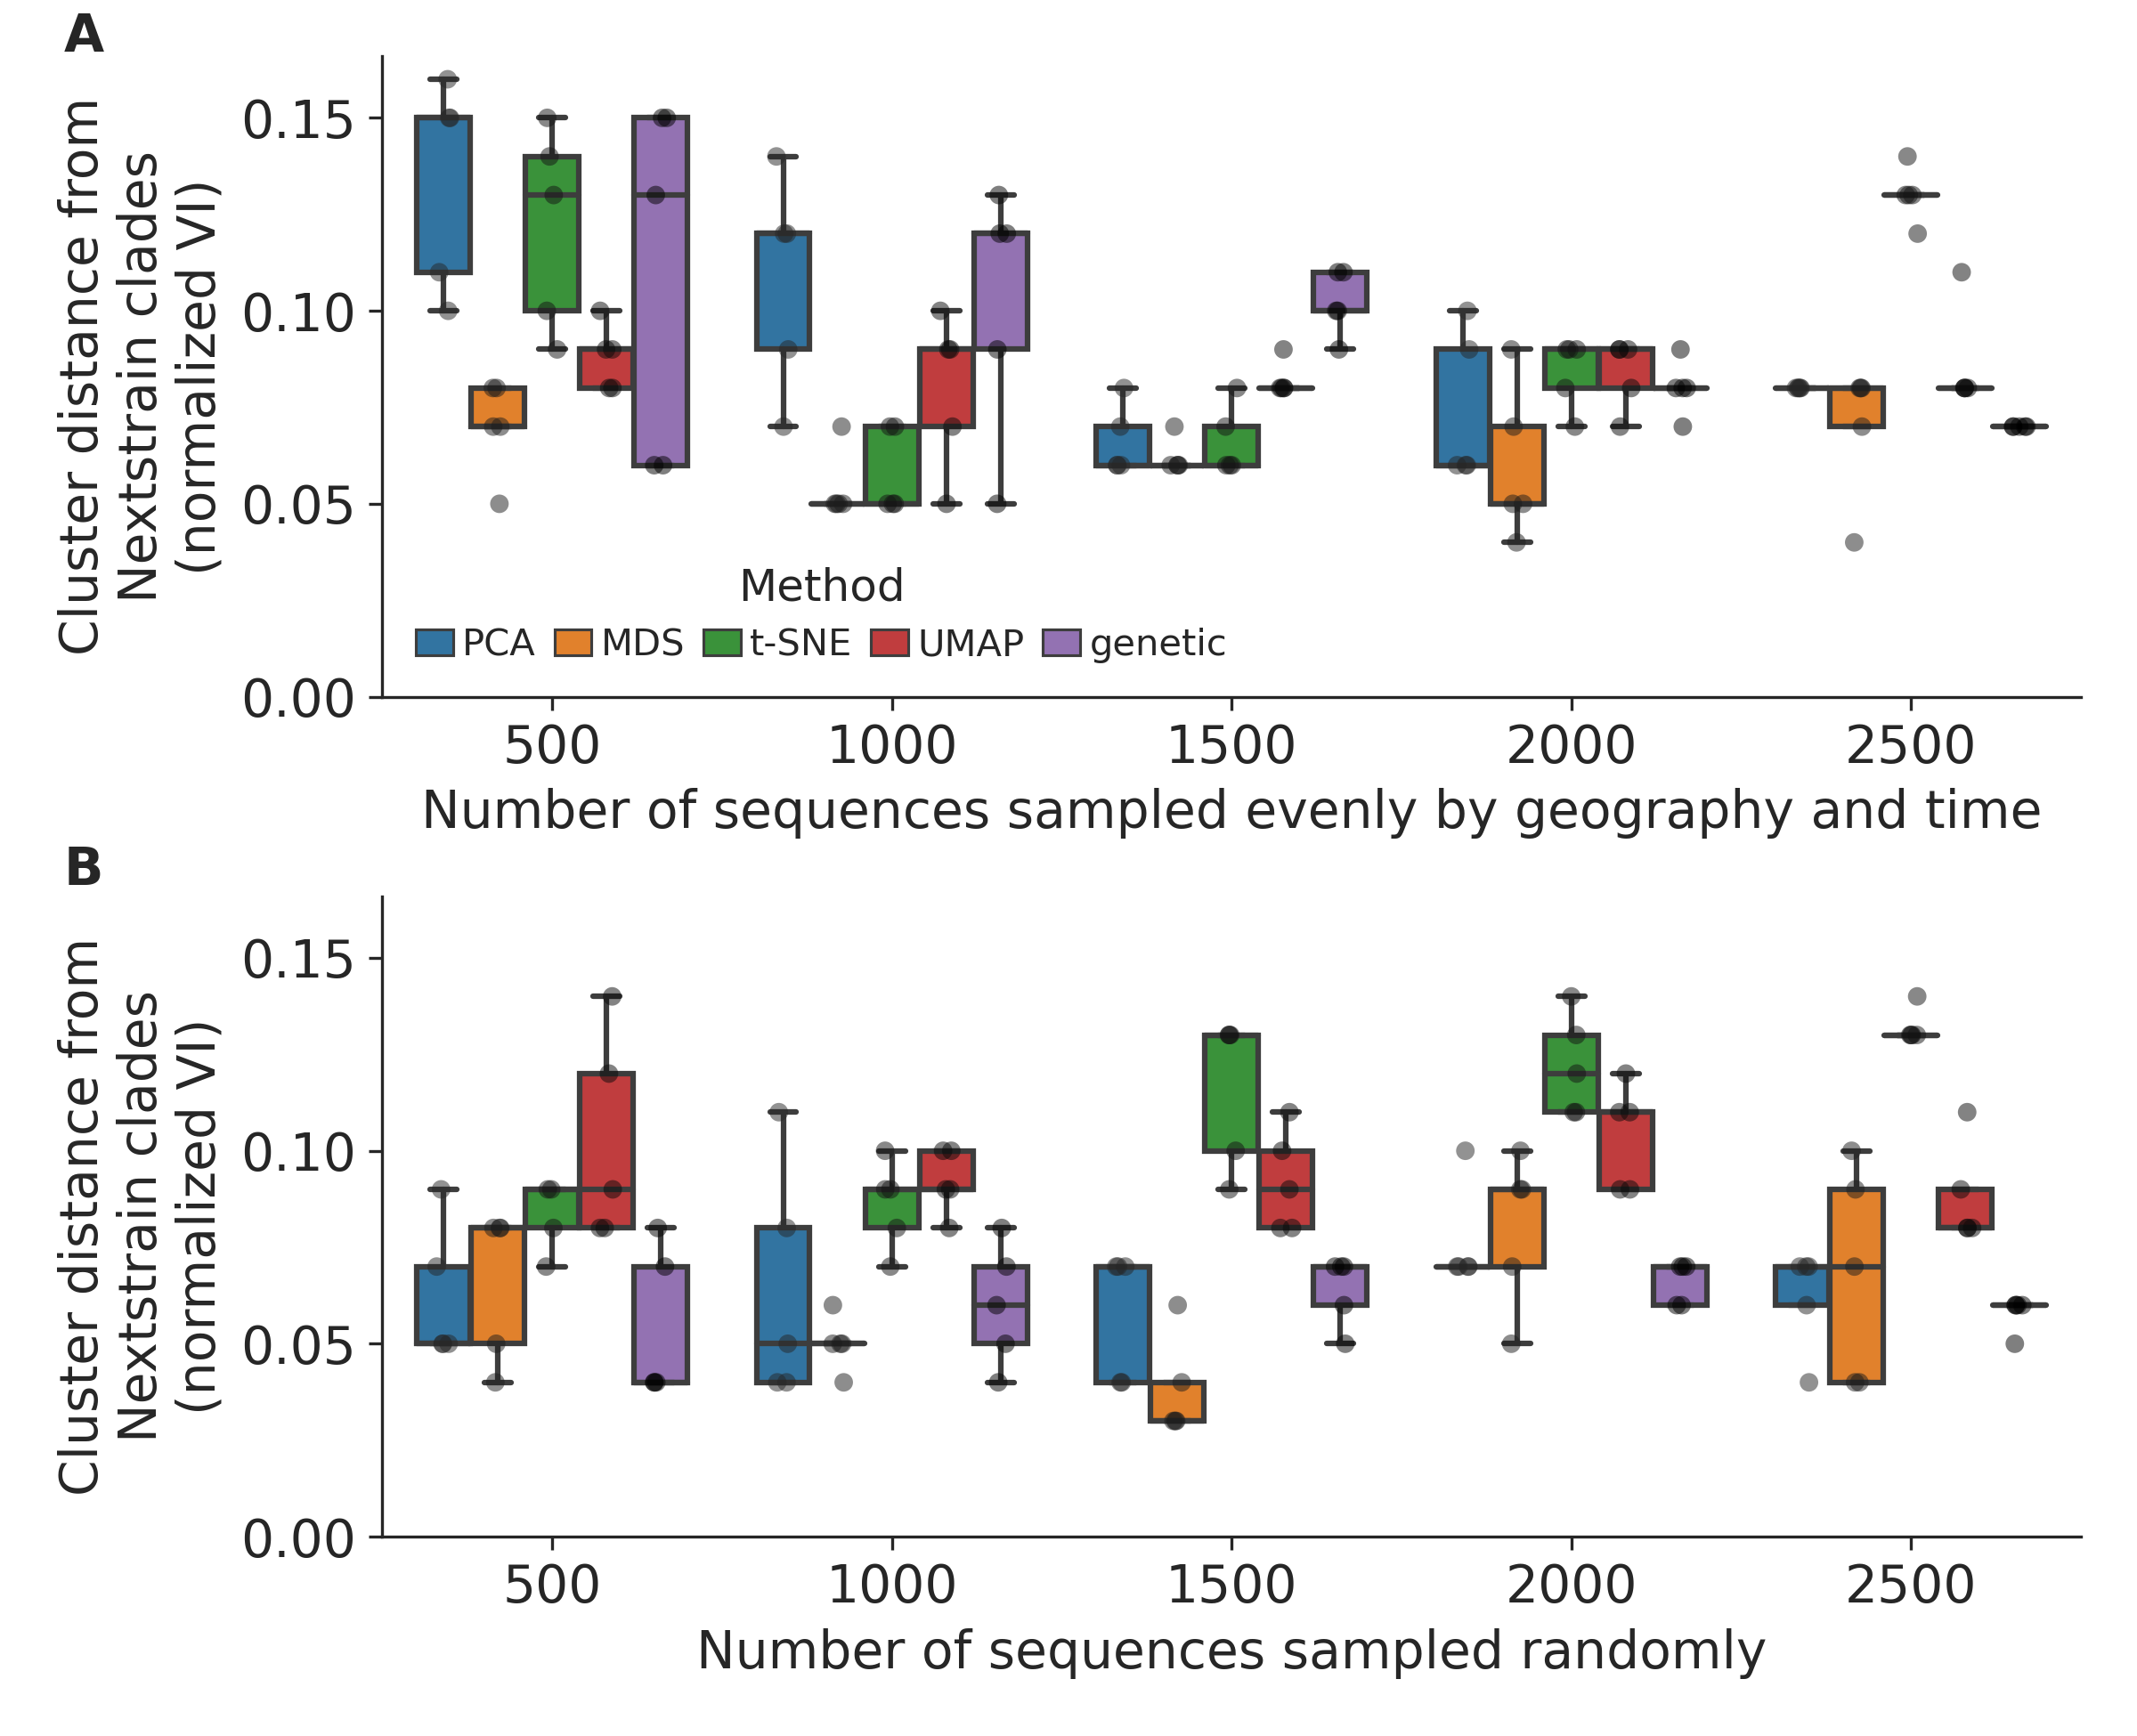 A
Cluster distance from
Nextstrain clades
(normalized VI)
0.15
0.10
0.05
0.00
Method
PCA MDS t-SNE UMAP genetic
500 1000 1500 2000 2500
Number of sequences sampled evenly by geography and time
B
Cluster distance from
Nextstrain clades
(normalized VI)
0.15
0.10
0.05
0.00
500 1000 1500 2000 2500
Number of sequences sampled randomly